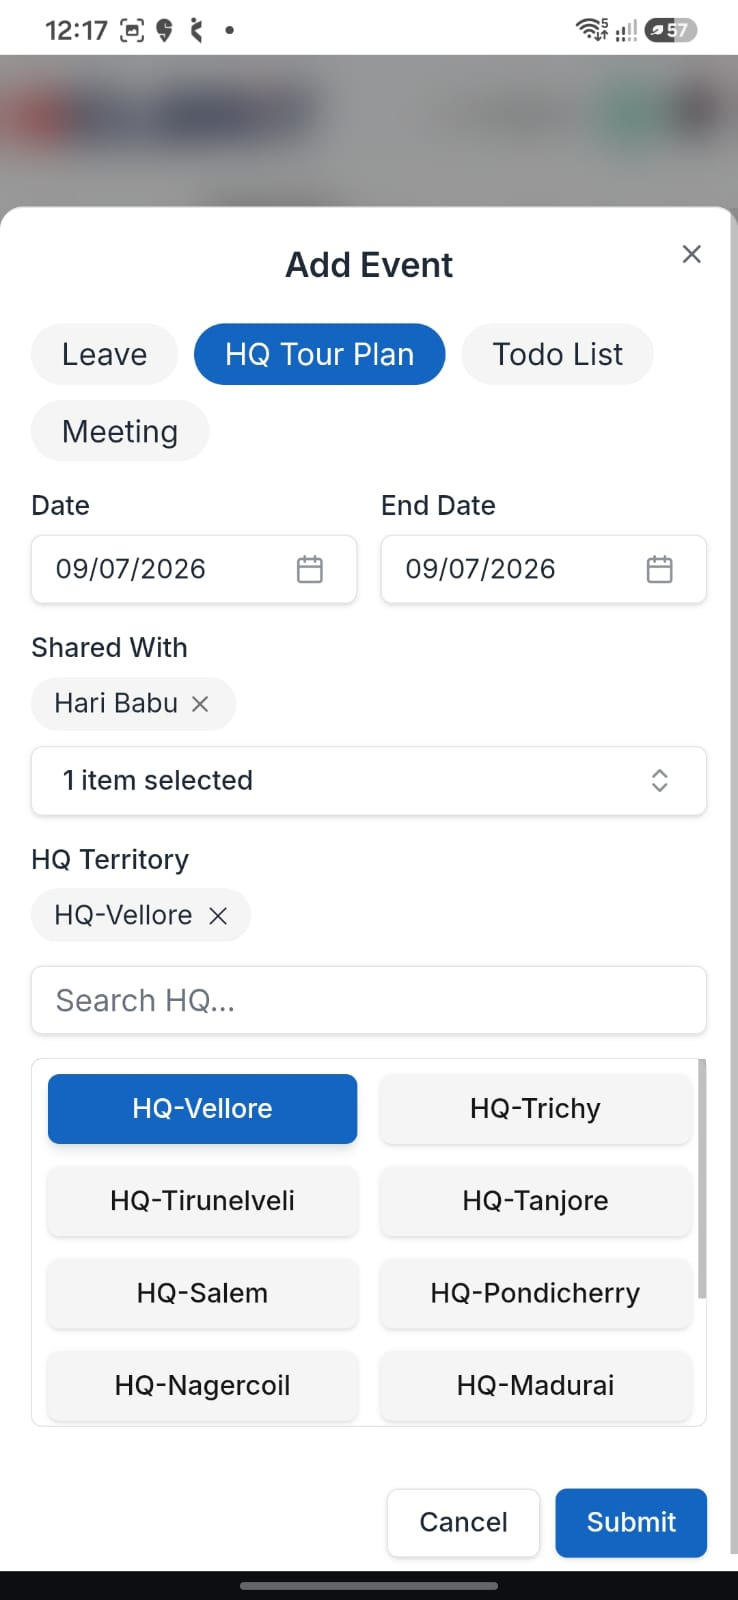 12:17
5
57
Add Event
Leave HQ Tour Plan Todo List
Meeting
Date End Date
09/07/2026 09/07/2026
Shared With
Hari Babu
1 item selected
HQ Territory
HQ-Vellore
Search HQ...
HQ-Vellore HQ-Trichy
HQ-Tirunelveli HQ-Tanjore
HQ-Salem HQ-Pondicherry
HQ-Nagercoil HQ-Madurai
Cancel Submit